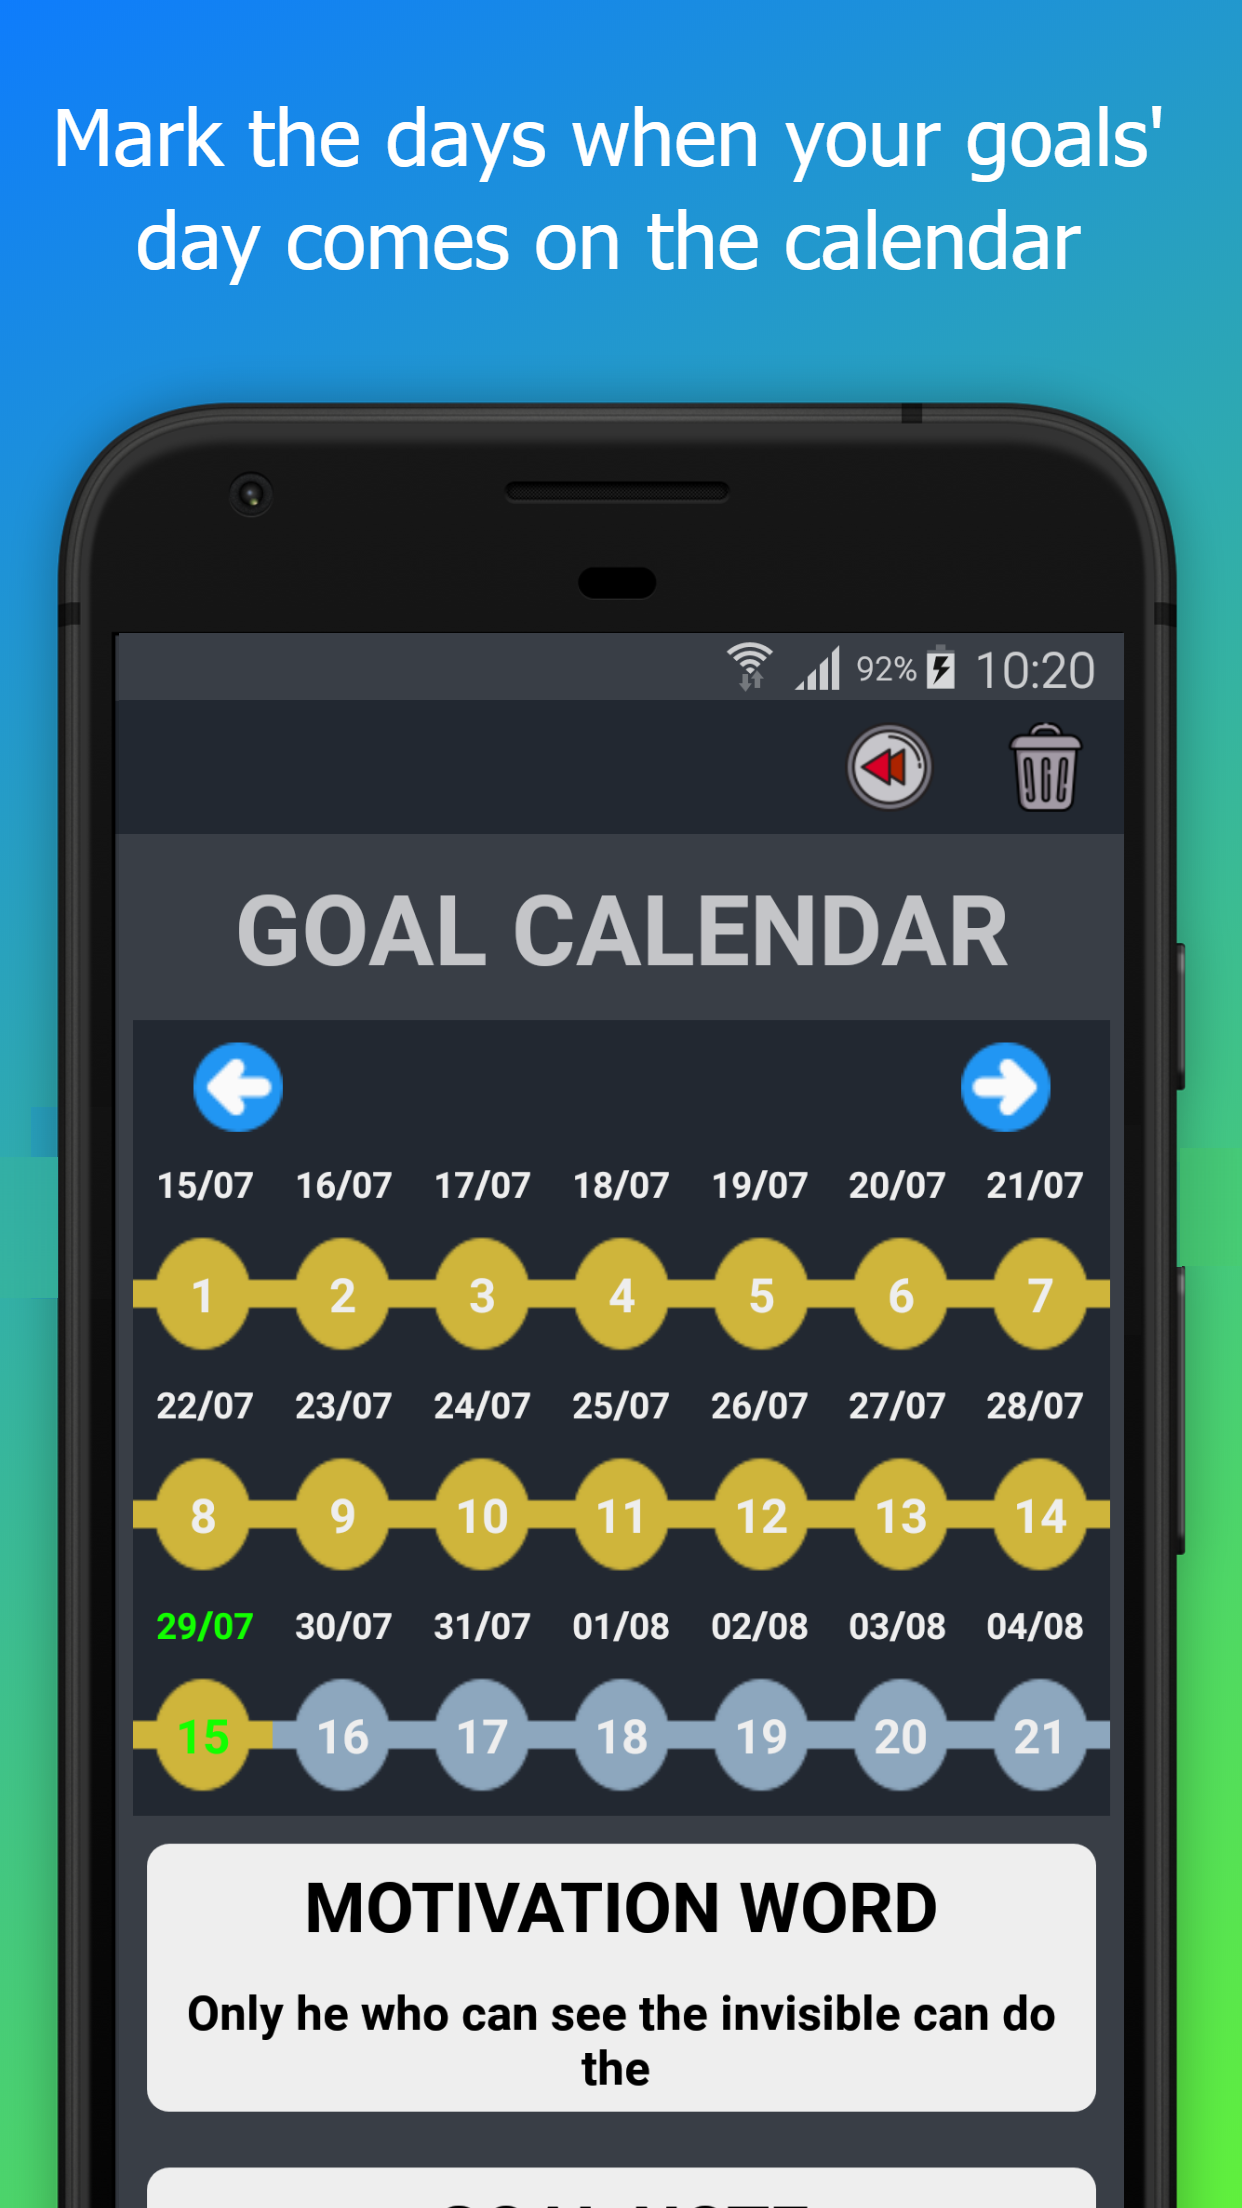 Mark the days when your goals'
day comes on the calendar
92% 10:20
GOAL CALENDAR
15/07 16/07 17/07 18/07 19/07 20/07 21/07
1 2 3 4 5 6 7
22/07 23/07 24/07 25/07 26/07 27/07 28/07
8 9 10 11 12 13 14
29/07 30/07 31/07 01/08 02/08 03/08 04/08
15 16 17 18 19 20 21
MOTIVATION WORD
Only he who can see the invisible can do
the